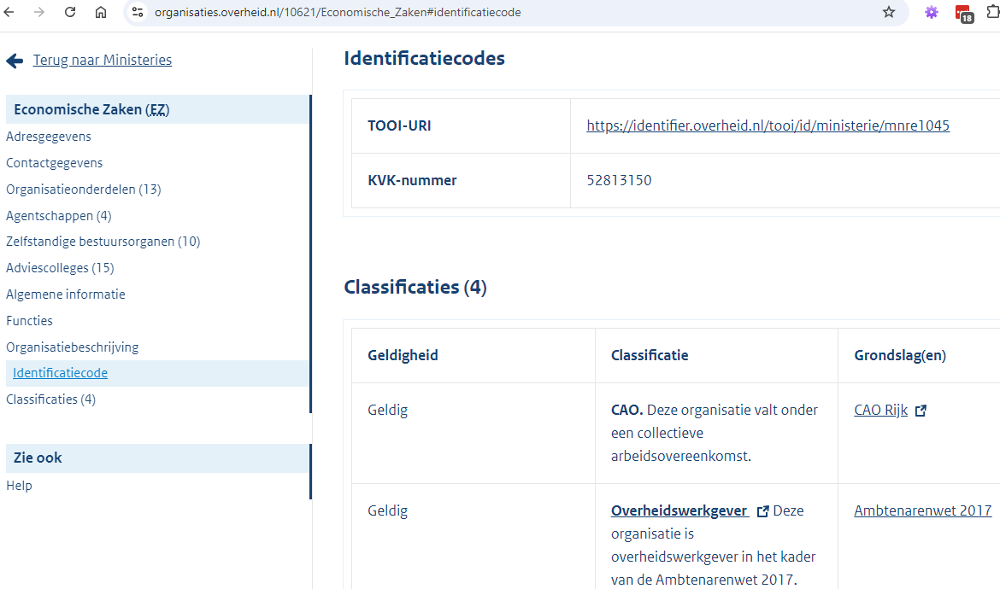 organisaties.overheid.nl/10621/Economische_Zaken#identificatiecode
18
Terug naar Ministeries
Economische Zaken (EZ)
Adresgegevens
Contactgegevens
Organisatieonderdelen (13)
Agentschappen (4)
Zelfstandige bestuursorganen (10)
Adviescolleges (15)
Algemene informatie
Functies
Organisatiebeschrijving
Identificatiecode
Classificaties (4)
Zie ook
Help
Identificatiecodes
TOOI-URI
https://identifier.overheid.nl/tooi/id/ministerie/mnre1045
KVK-nummer
52813150
Classificaties (4)
Geldigheid
Classificatie
Grondslag(en)
Geldig
CAO. Deze organisatie valt onder
een collectieve
arbeidsovereenkomst.
CAO Rijk
Geldig
Overheidswerkgever Deze
organisatie is
overheidswerkgever in het kader
van de Ambtenarenwet 2017.
Ambtenarenwet 2017